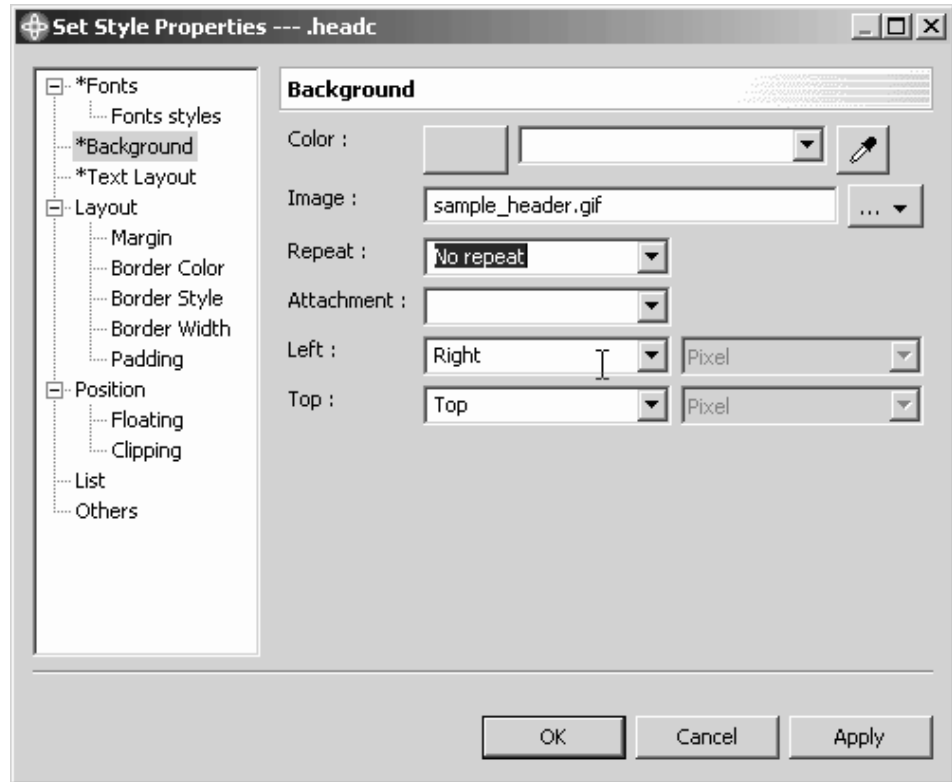 Set Style Properties --- .headc
*Fonts
Fonts styles
*Background
*Text Layout
Layout
Margin
Border Color
Border Style
Border Width
Padding
Position
Floating
Clipping
List
Others
Background
Color :
Image :
sample_header.gif
...
Repeat :
No repeat
Attachment :
Left :
Right
Pixel
Top :
Top
Pixel
OK
Cancel
Apply